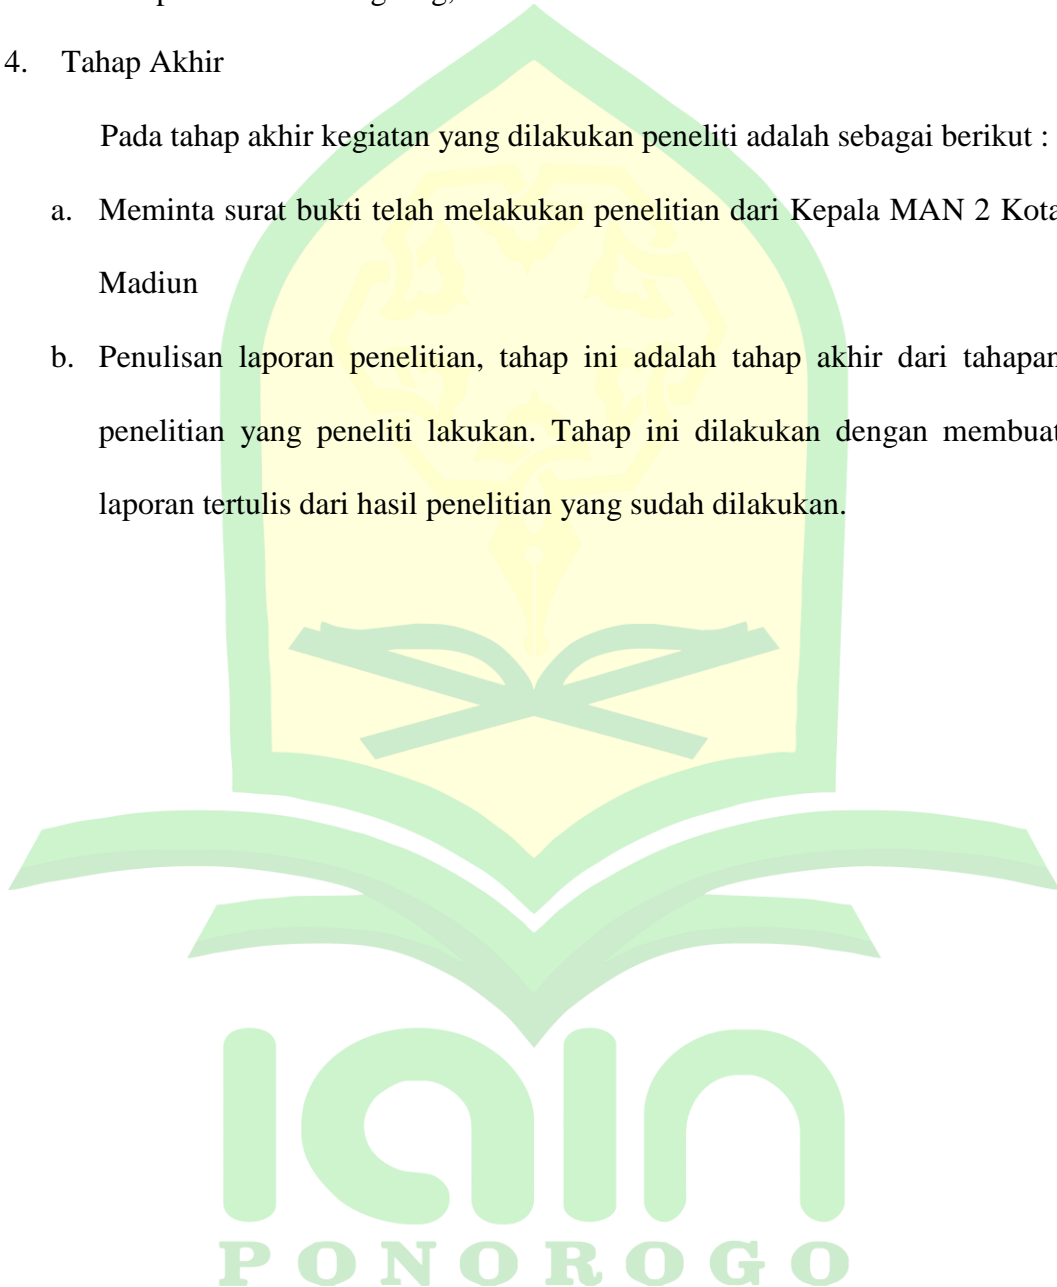 4. Tahap Akhir
Pada tahap akhir kegiatan yang dilakukan peneliti adalah sebagai berikut :
a. Meminta surat bukti telah melakukan penelitian dari Kepala MAN 2 Kota
Madiun
b. Penulisan laporan penelitian, tahap ini adalah tahap akhir dari tahapan
penelitian yang peneliti lakukan. Tahap ini dilakukan dengan membuat
laporan tertulis dari hasil penelitian yang sudah dilakukan.
iain
PONOROGO